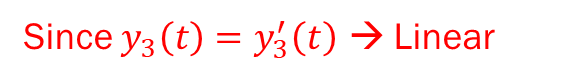 Since y₃(t) = y₃′(t) → Linear